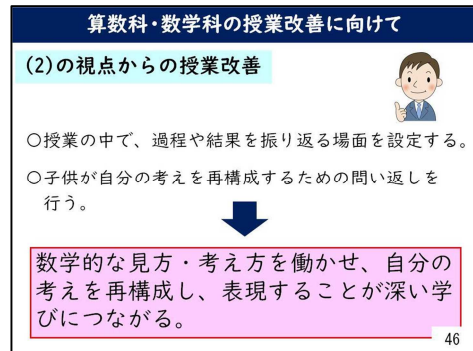 算数科・数学科の授業改善に向けて
(2)の視点からの授業改善
○授業の中で、過程や結果を振り返る場面を設定する。
○子供が自分の考えを再構成するための問い返しを
行う。
数学的な見方・考え方を働かせ、自分の
考えを再構成し、表現することが深い学
びにつながる。
46